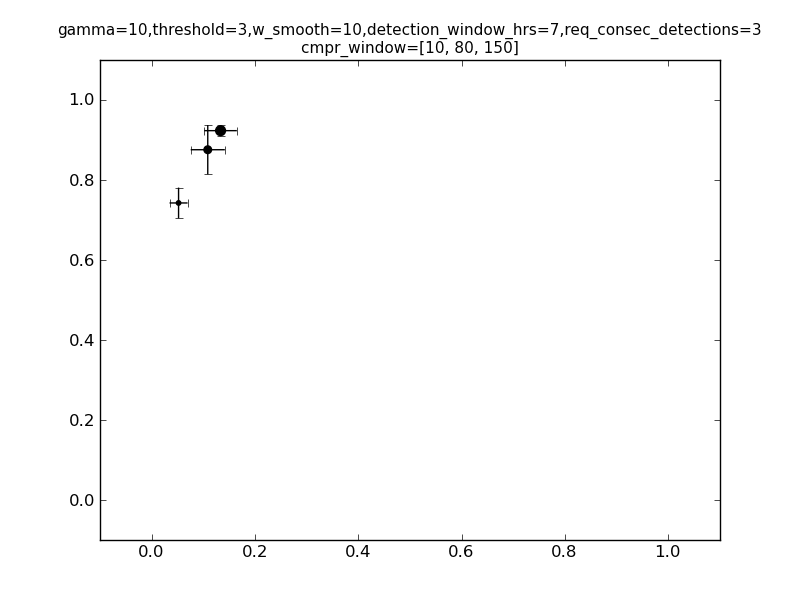 gamma=10,threshold=3,w_smooth=10,detection_window_hrs=7,req_consec_detections=3
cmpr_window=[10, 80, 150]
1.0
0.8
0.6
0.4
0.2
0.0
0.0 0.2 0.4 0.6 0.8 1.0